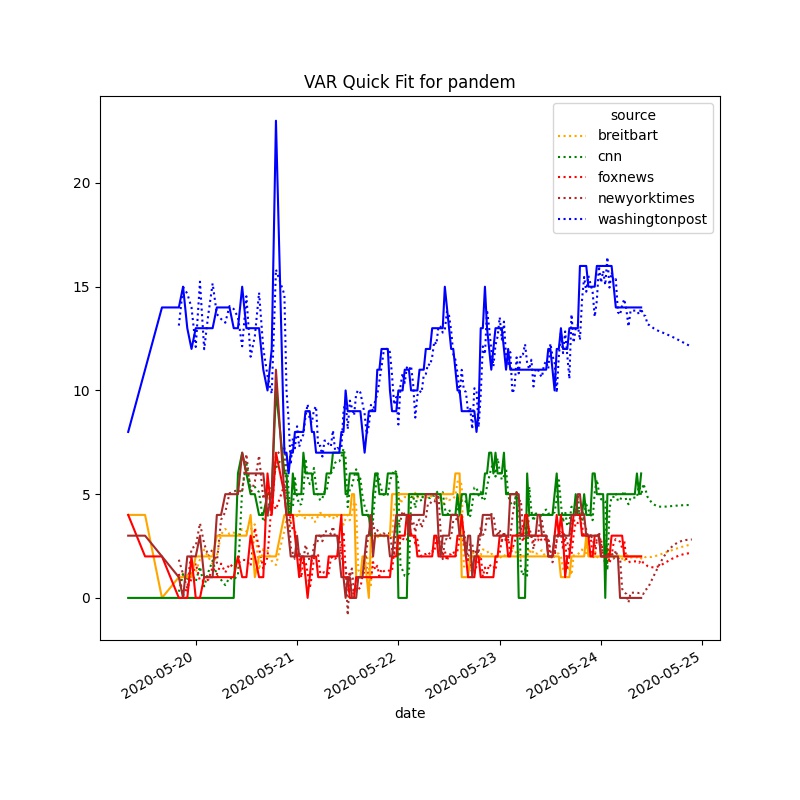 VAR Quick Fit for pandem
source
breitbart
cnn
foxnews
newyorktimes
washingtonpost
20
15
10
5
0
2020-05-20
2020-05-21
2020-05-22
2020-05-23
2020-05-24
2020-05-25
date